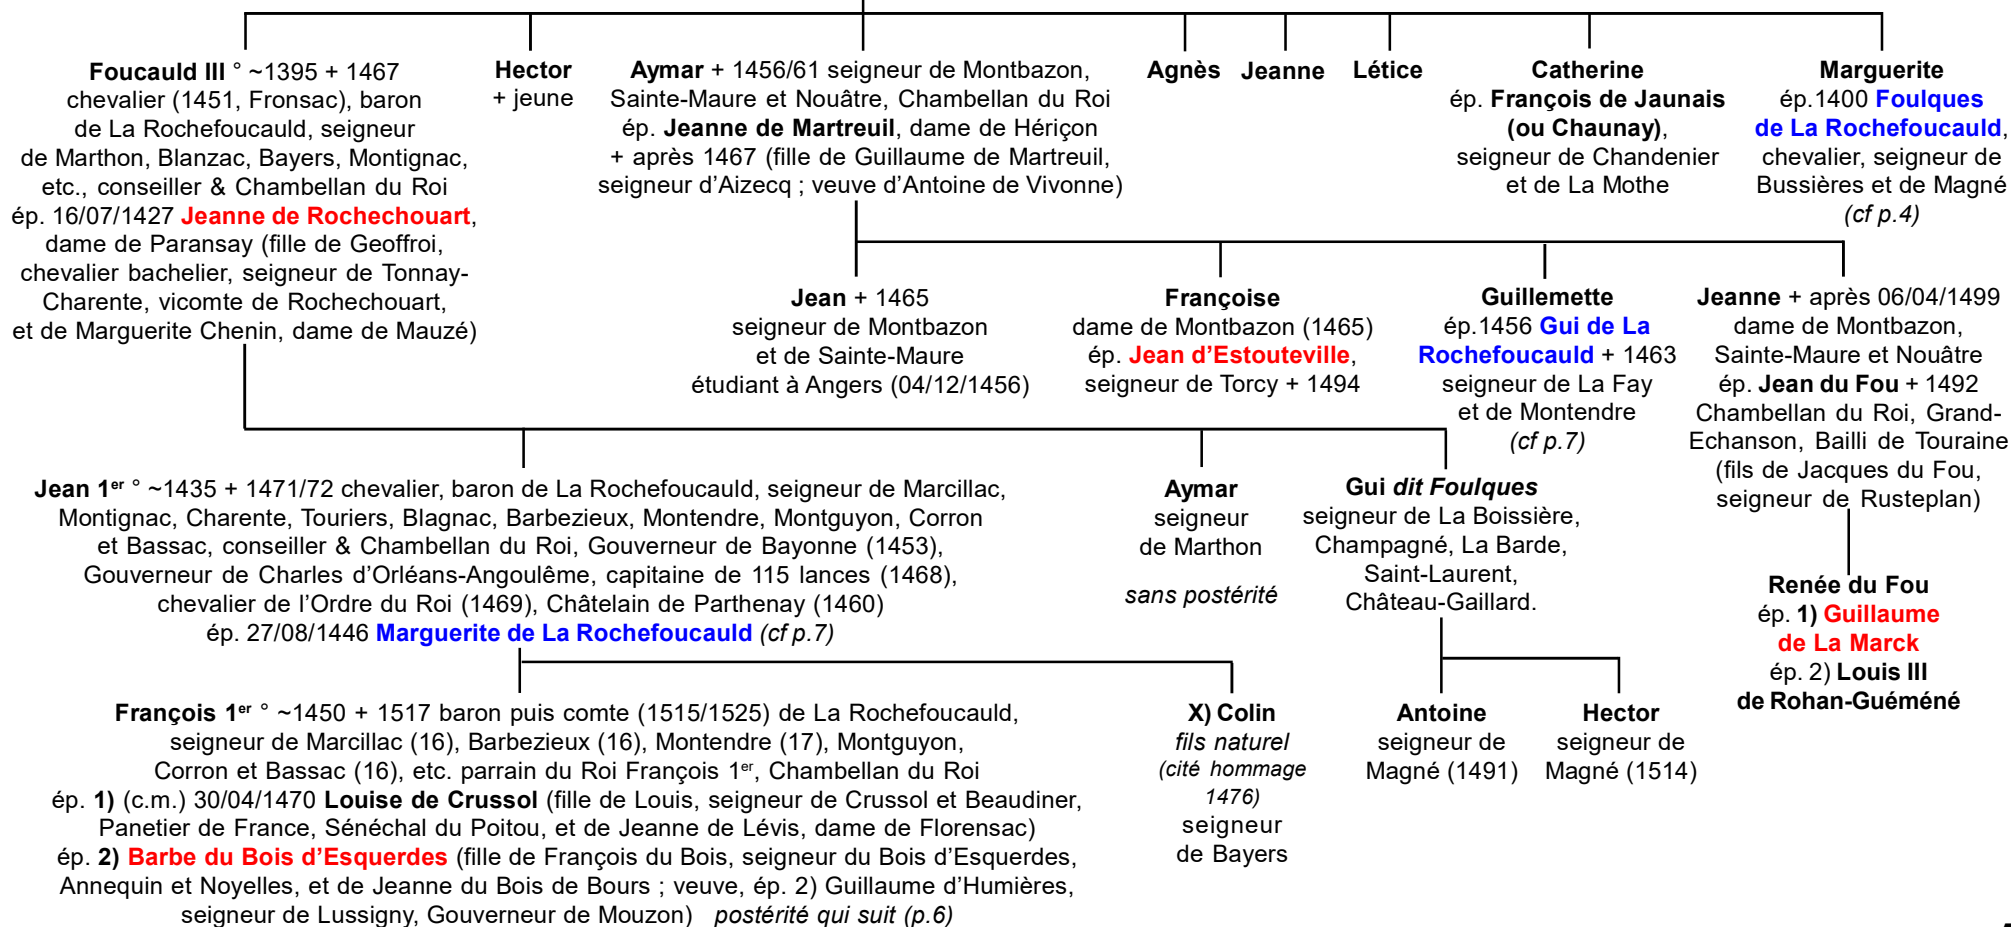 Foucauld III ° ~1395 + 1467
chevalier (1451, Fronsac), baron
de La Rochefoucauld, seigneur
de Marthon, Blanzac, Bayers, Montignac,
etc., conseiller & Chambellan du Roi
ép. 16/07/1427 Jeanne de Rochechouart,
dame de Paransay (fille de Geoffroi,
chevalier bachelier, seigneur de Tonnay-
Charente, vicomte de Rochechouart,
et de Marguerite Chenin, dame de Mauzé)
Hector
+ jeune
Aymar + 1456/61 seigneur de Montbazon,
Sainte-Maure et Nouâtre, Chambellan du Roi
ép. Jeanne de Martreuil, dame de Hériçon
+ après 1467 (fille de Guillaume de Martreuil,
seigneur d’Aizecq ; veuve d’Antoine de Vivonne)
Agnès
Jeanne
Létice
Catherine
ép. François de Jaunais
(ou Chaunay),
seigneur de Chandenier
et de La Mothe
Marguerite
ép.1400 Foulques
de La Rochefoucauld,
chevalier, seigneur de
Bussières et de Magné
(cf p.4)
Jean + 1465
seigneur de Montbazon
et de Sainte-Maure
étudiant à Angers (04/12/1456)
Françoise
dame de Montbazon (1465)
ép. Jean d’Estouteville,
seigneur de Torcy + 1494
Guillemette
ép.1456 Gui de La
Rochefoucauld + 1463
seigneur de La Fay
et de Montendre
(cf p.7)
Jeanne + après 06/04/1499
dame de Montbazon,
Sainte-Maure et Nouâtre
ép. Jean du Fou + 1492
Chambellan du Roi, Grand-
Echanson, Bailli de Touraine
(fils de Jacques du Fou,
seigneur de Rusteplan)
Jean 1er ° ~1435 + 1471/72 chevalier, baron de La Rochefoucauld, seigneur de Marcillac,
Montignac, Charente, Touriers, Blagnac, Barbezieux, Montendre, Montguyon, Corron
et Bassac, conseiller & Chambellan du Roi, Gouverneur de Bayonne (1453),
Gouverneur de Charles d’Orléans-Angoulême, capitaine de 115 lances (1468),
chevalier de l’Ordre du Roi (1469), Châtelain de Parthenay (1460)
ép. 27/08/1446 Marguerite de La Rochefoucauld (cf p.7)
Aymar
seigneur
de Marthon
sans postérité
Gui dit Foulques
seigneur de La Boissière,
Champagné, La Barde,
Saint-Laurent,
Château-Gaillard.
Renée du Fou
ép. 1) Guillaume
de La Marck
ép. 2) Louis III
de Rohan-Guéméné
François 1er ° ~1450 + 1517 baron puis comte (1515/1525) de La Rochefoucauld,
seigneur de Marcillac (16), Barbezieux (16), Montendre (17), Montguyon,
Corron et Bassac (16), etc. parrain du Roi François 1er, Chambellan du Roi
ép. 1) (c.m.) 30/04/1470 Louise de Crussol (fille de Louis, seigneur de Crussol et Beaudiner,
Panetier de France, Sénéchal du Poitou, et de Jeanne de Lévis, dame de Florensac)
ép. 2) Barbe du Bois d’Esquerdes (fille de François du Bois, seigneur du Bois d’Esquerdes,
Annequin et Noyelles, et de Jeanne du Bois de Bours ; veuve, ép. 2) Guillaume d’Humières,
seigneur de Lussigny, Gouverneur de Mouzon) postérité qui suit (p.6)
X) Colin
fils naturel
(cité hommage
1476)
seigneur
de Bayers
Antoine
seigneur de
Magné (1491)
Hector
seigneur de
Magné (1514)